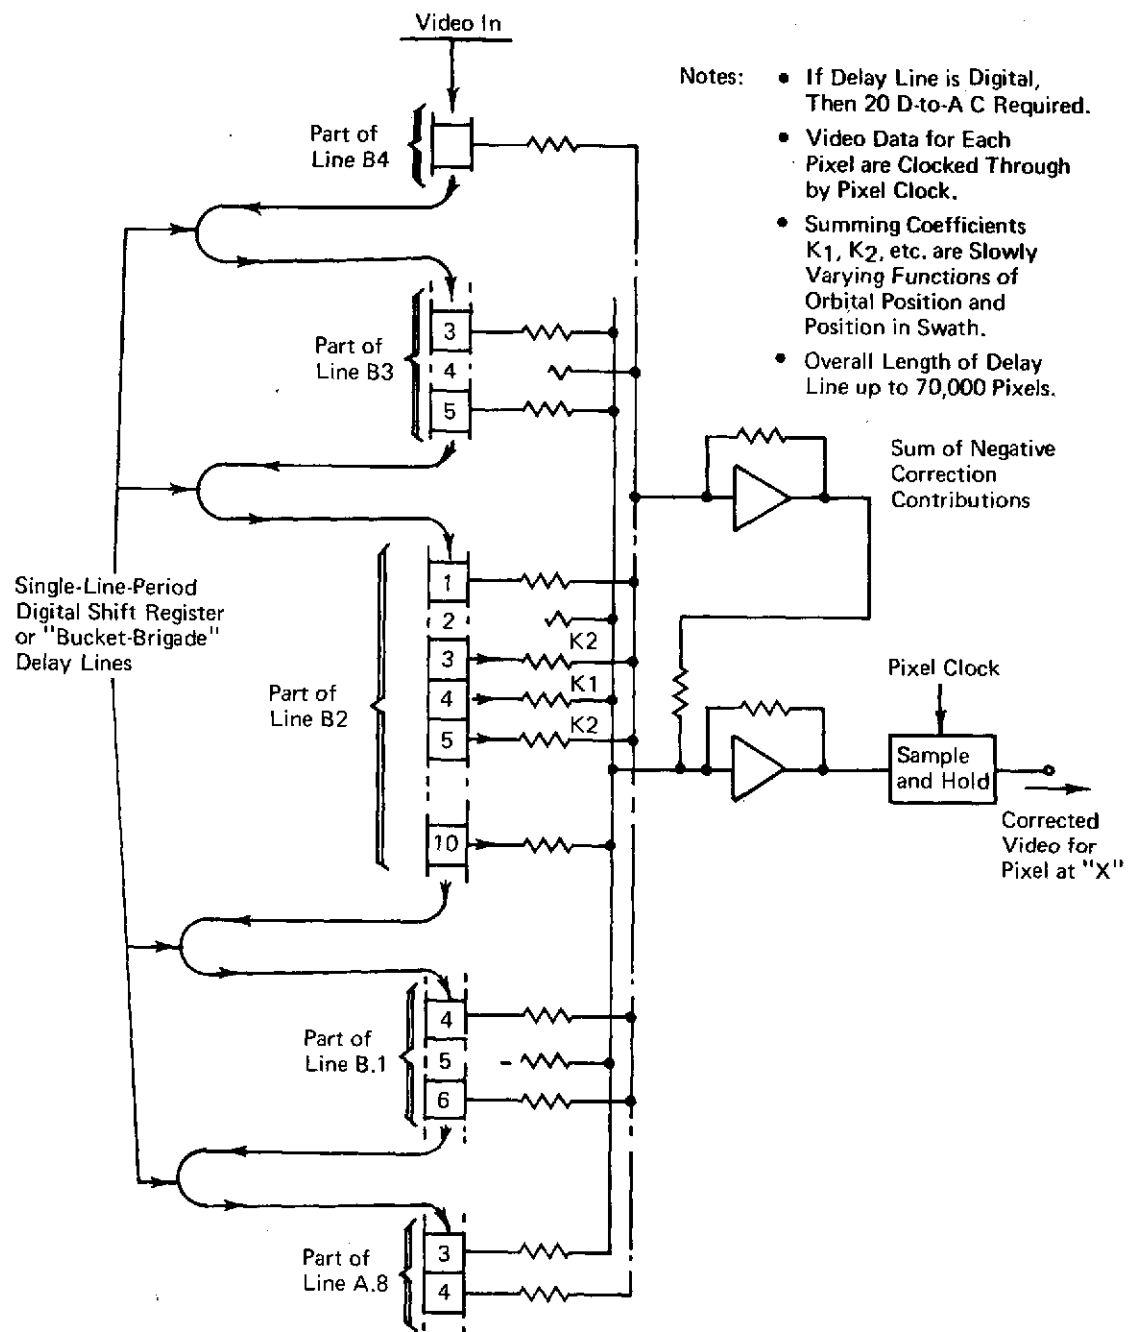 Video In
Notes:
• If Delay Line is Digital,
Then 20 D-to-A C Required.
• Video Data for Each
Pixel are Clocked Through
by Pixel Clock.
• Summing Coefficients
K1, K2, etc. are Slowly
Varying Functions of
Orbital Position and
Position in Swath.
• Overall Length of Delay
Line up to 70,000 Pixels.
Part of
Line B4
Part of
Line B3
3
4
5
Sum of Negative
Correction
Contributions
Single-Line-Period
Digital Shift Register
or "Bucket-Brigade"
Delay Lines
Part of
Line B2
1
2
3
4
5
10
K2
K1
K2
Pixel Clock
Sample
and Hold
Corrected
Video for
Pixel at "X"
Part of
Line B.1
4
5
6
Part of
Line A.8
3
4